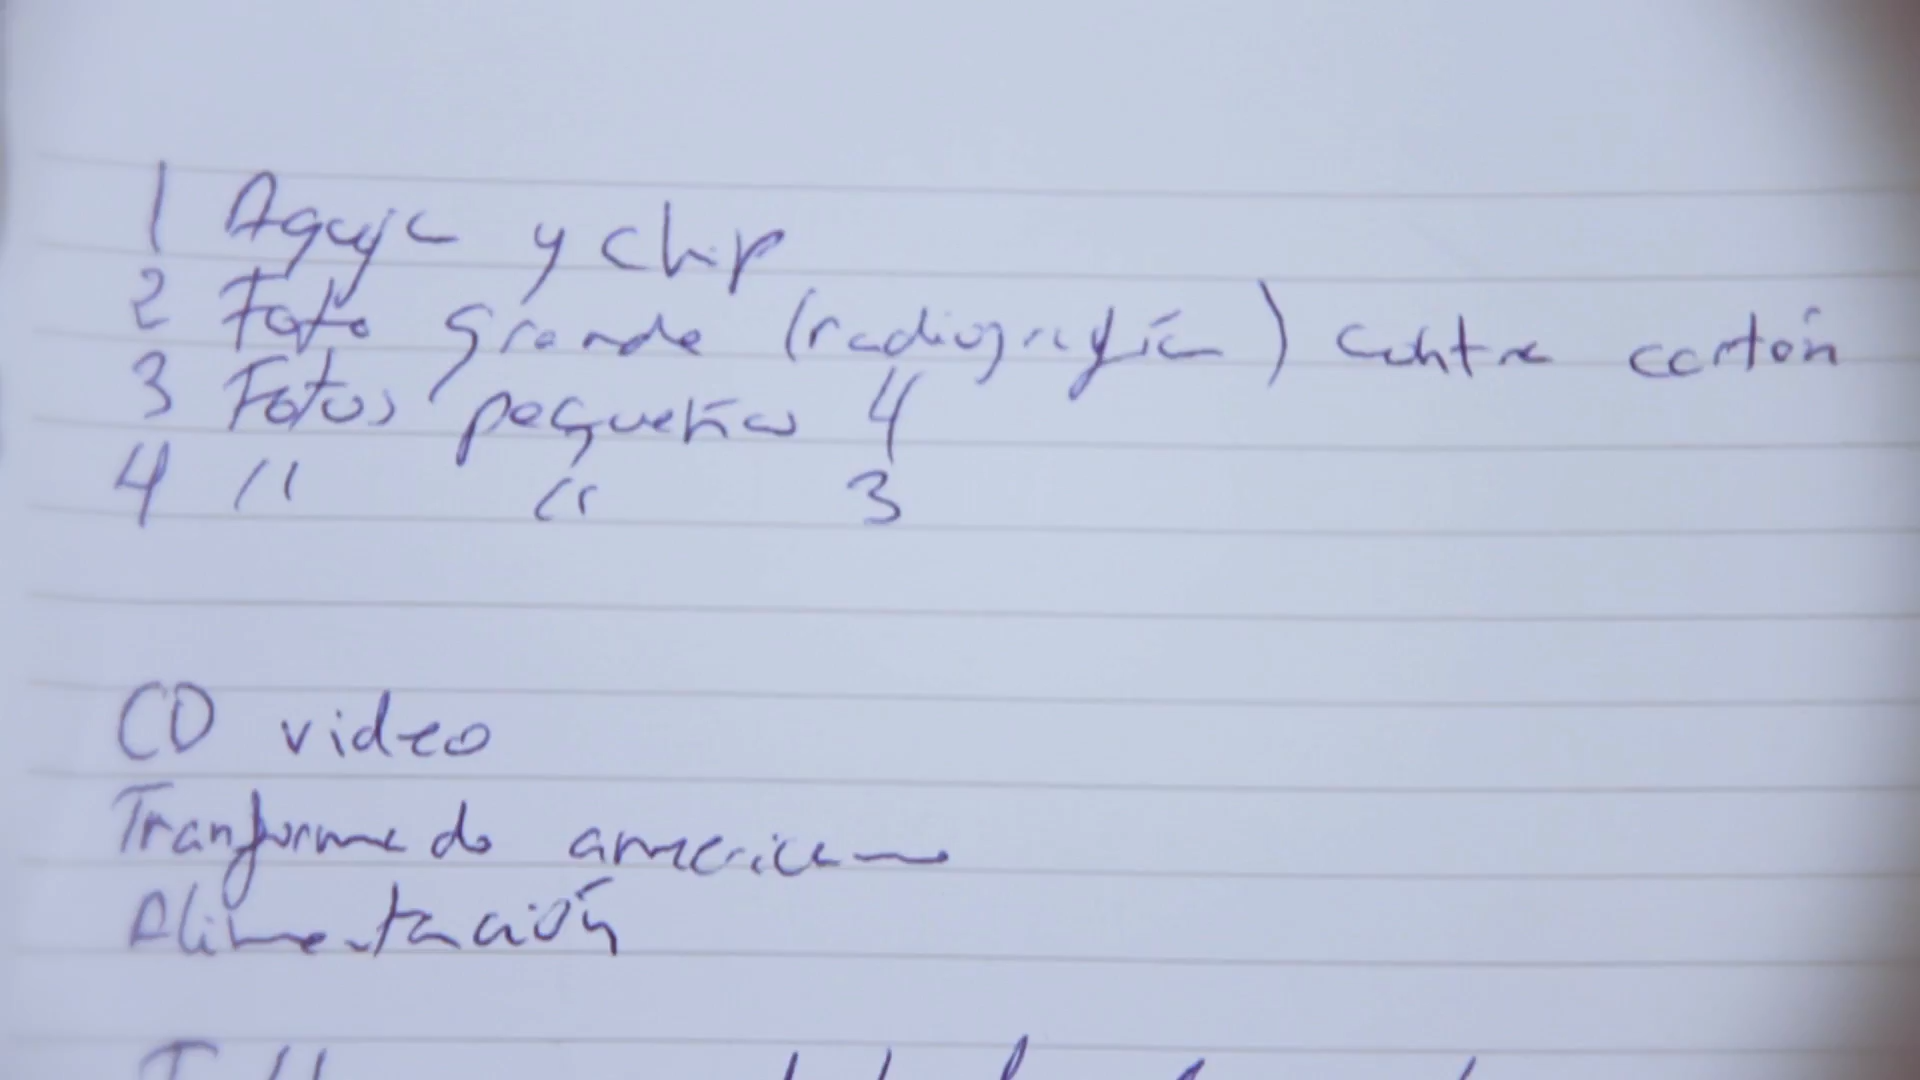 1 Aguja y chip
2 Foto grande (radiografía) contra cartón
3 Fotos pequeñas 4
4 " " 3
CD video
Tranformado americano
Alimentación